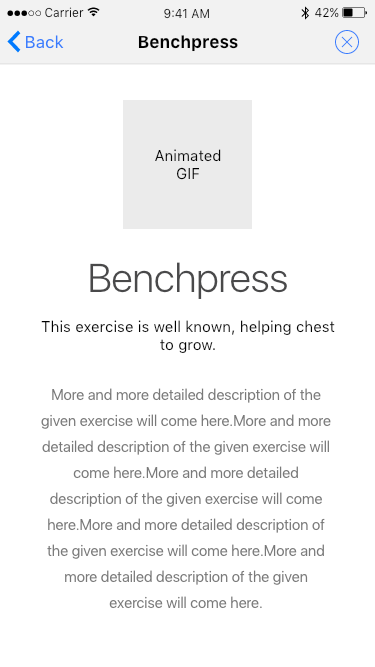 Carrier 9:41 AM 42%
Back Benchpress
Animated
GIF
Benchpress
This exercise is well known, helping chest
to grow.
More and more detailed description of the
given exercise will come here.More and more
detailed description of the given exercise will
come here.More and more detailed
description of the given exercise will come
here.More and more detailed description of
the given exercise will come here.More and
more detailed description of the given
exercise will come here.